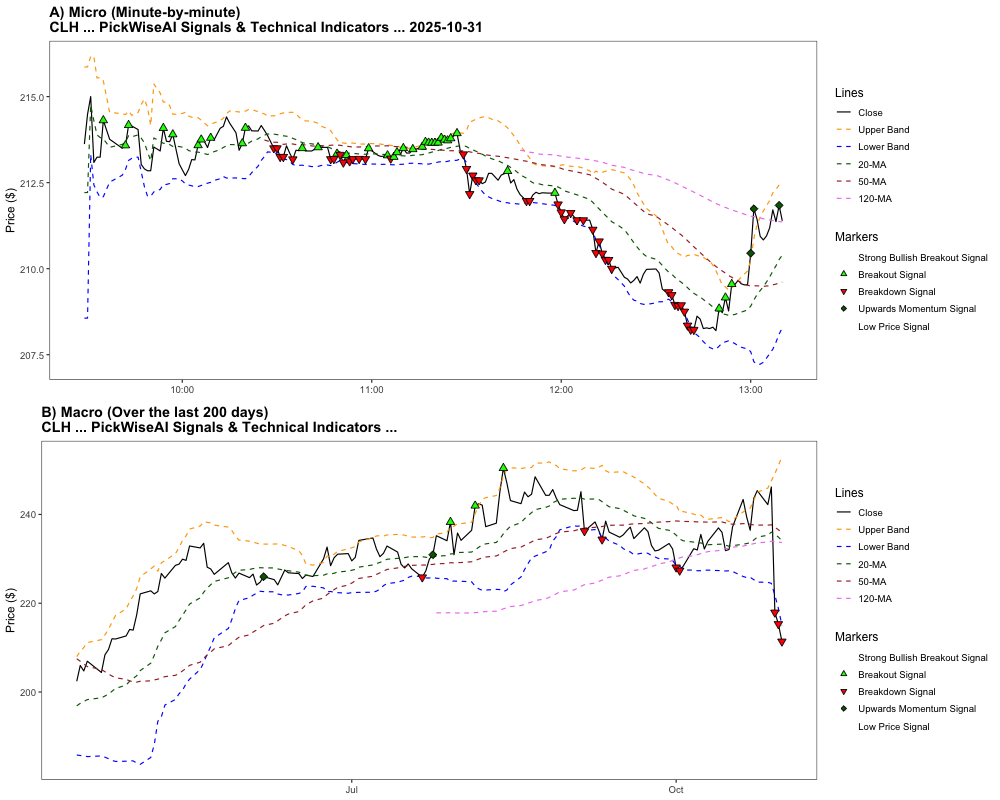 A) Micro (Minute-by-minute)
CLH ... PickWiseAI Signals & Technical Indicators ... 2025-10-31
Price ($)
215.0
212.5
210.0
207.5
10:00
11:00
12:00
13:00
Lines
Close
Upper Band
Lower Band
20-MA
50-MA
120-MA
Markers
Strong Bullish Breakout Signal
Breakout Signal
Breakdown Signal
Upwards Momentum Signal
Low Price Signal
B) Macro (Over the last 200 days)
CLH ... PickWiseAI Signals & Technical Indicators ...
Price ($)
240
220
200
Jul
Oct
Lines
Close
Upper Band
Lower Band
20-MA
50-MA
120-MA
Markers
Strong Bullish Breakout Signal
Breakout Signal
Breakdown Signal
Upwards Momentum Signal
Low Price Signal